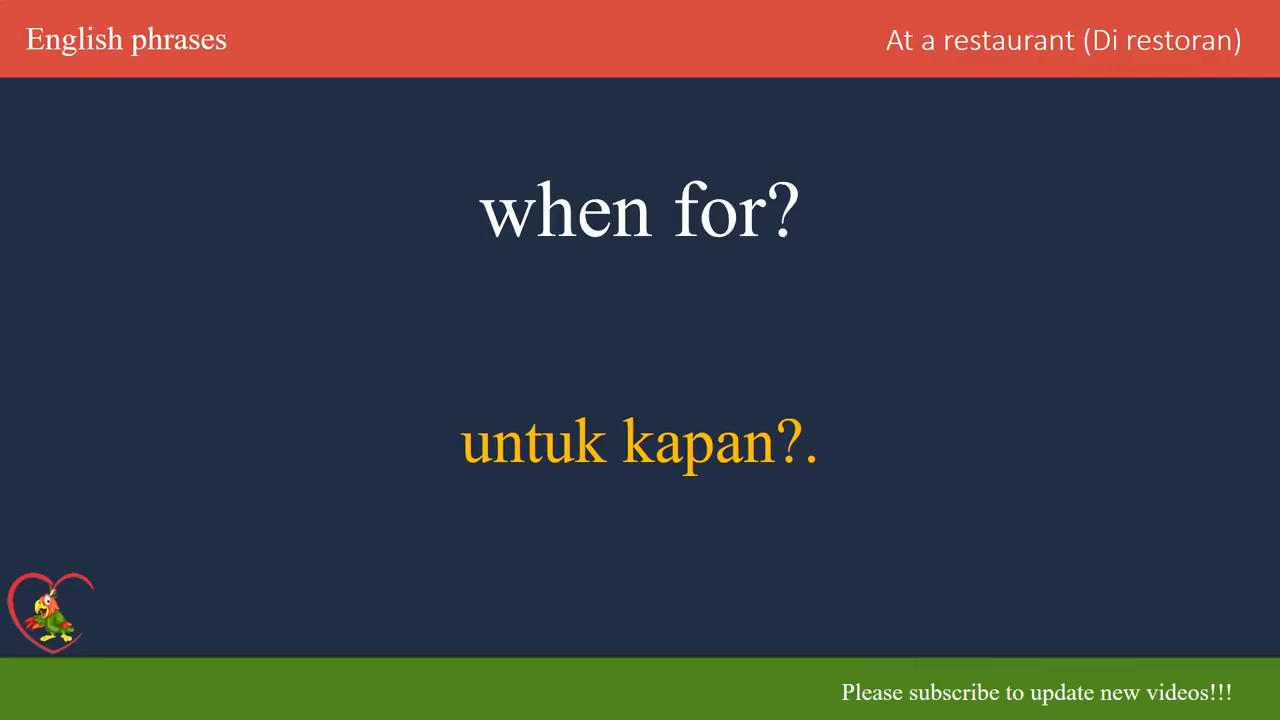 English phrases
At a restaurant (Di restoran)
when for?
untuk kapan?.
Please subscribe to update new videos!!!